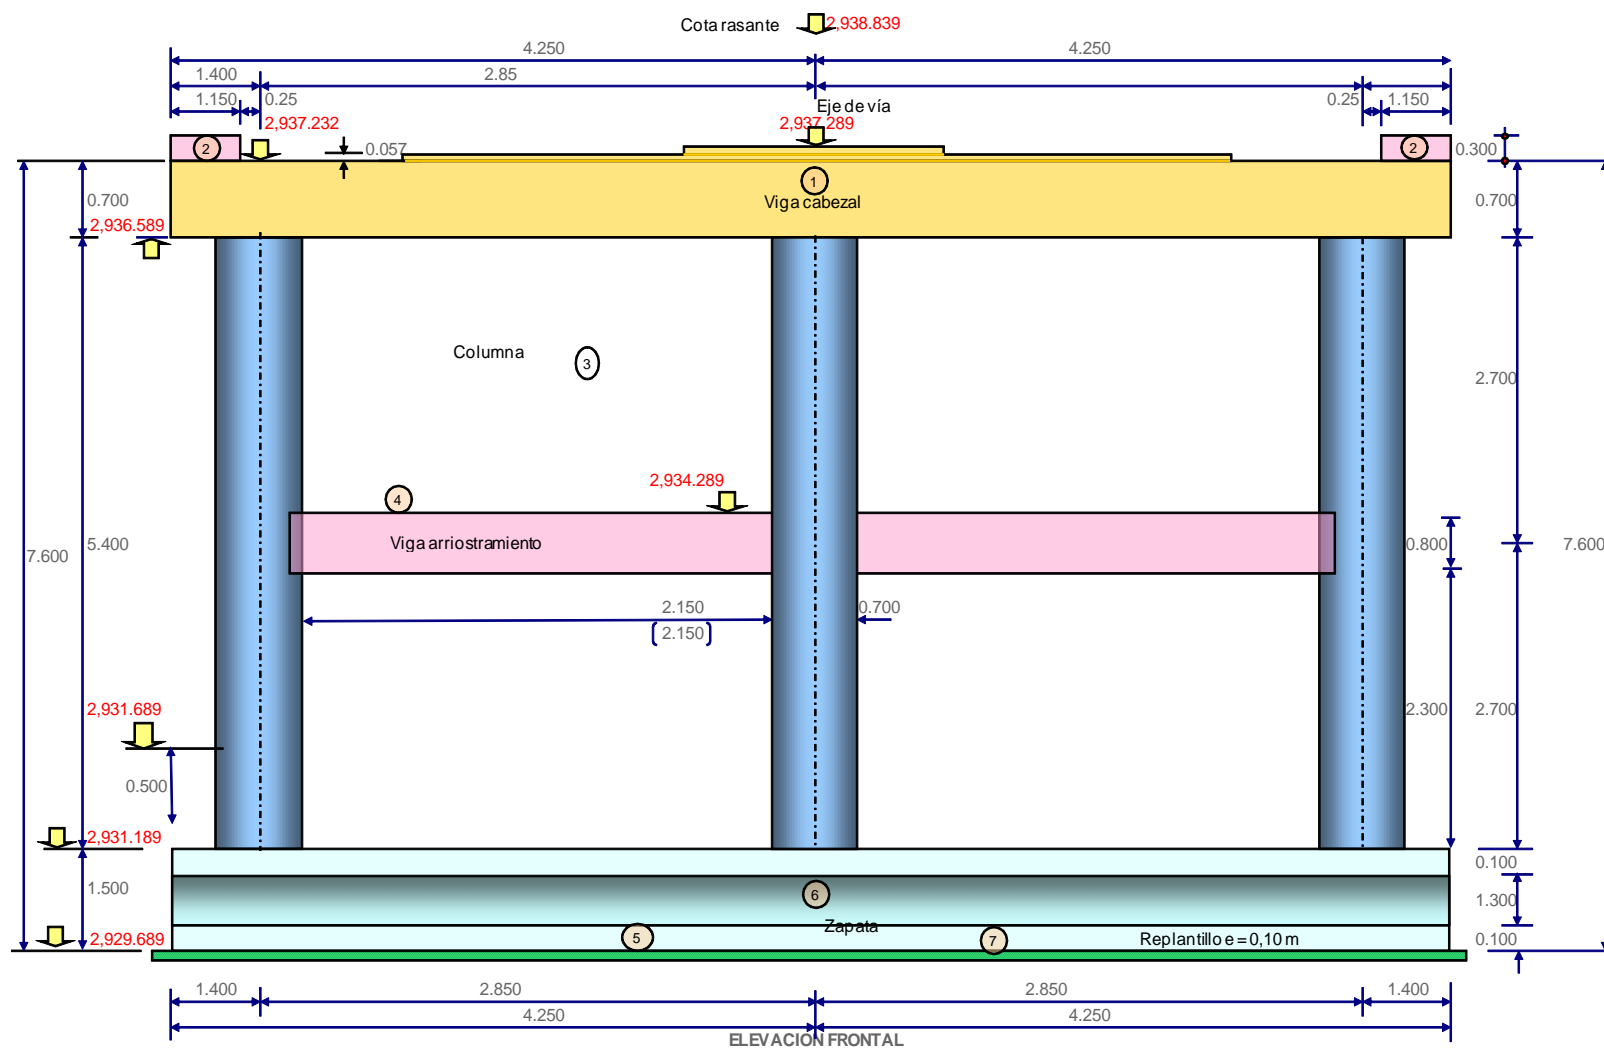 Cota rasante 2,938.839
4.250 4.250
1.400 2.85
1.150 0.25 0.25 1.150
Eje de vía
2,937.232 2,937.289
2 0.057 2 0.300
1
0.700 Viga cabezal 0.700
2,936.589
Columna 3
2.700
2,934.289
4
7.600 5.400 Viga arriostramiento 0.800 7.600
2.150 0.700
(2.150)
2,931.689 2.300 2.700
0.500
2,931.189
0.100
1.500 6 1.300
Zapata
2,929.689 5 7 Replantillo e = 0,10 m 0.100
1.400 2.850 2.850 1.400
4.250 4.250
ELEVACION FRONTAL